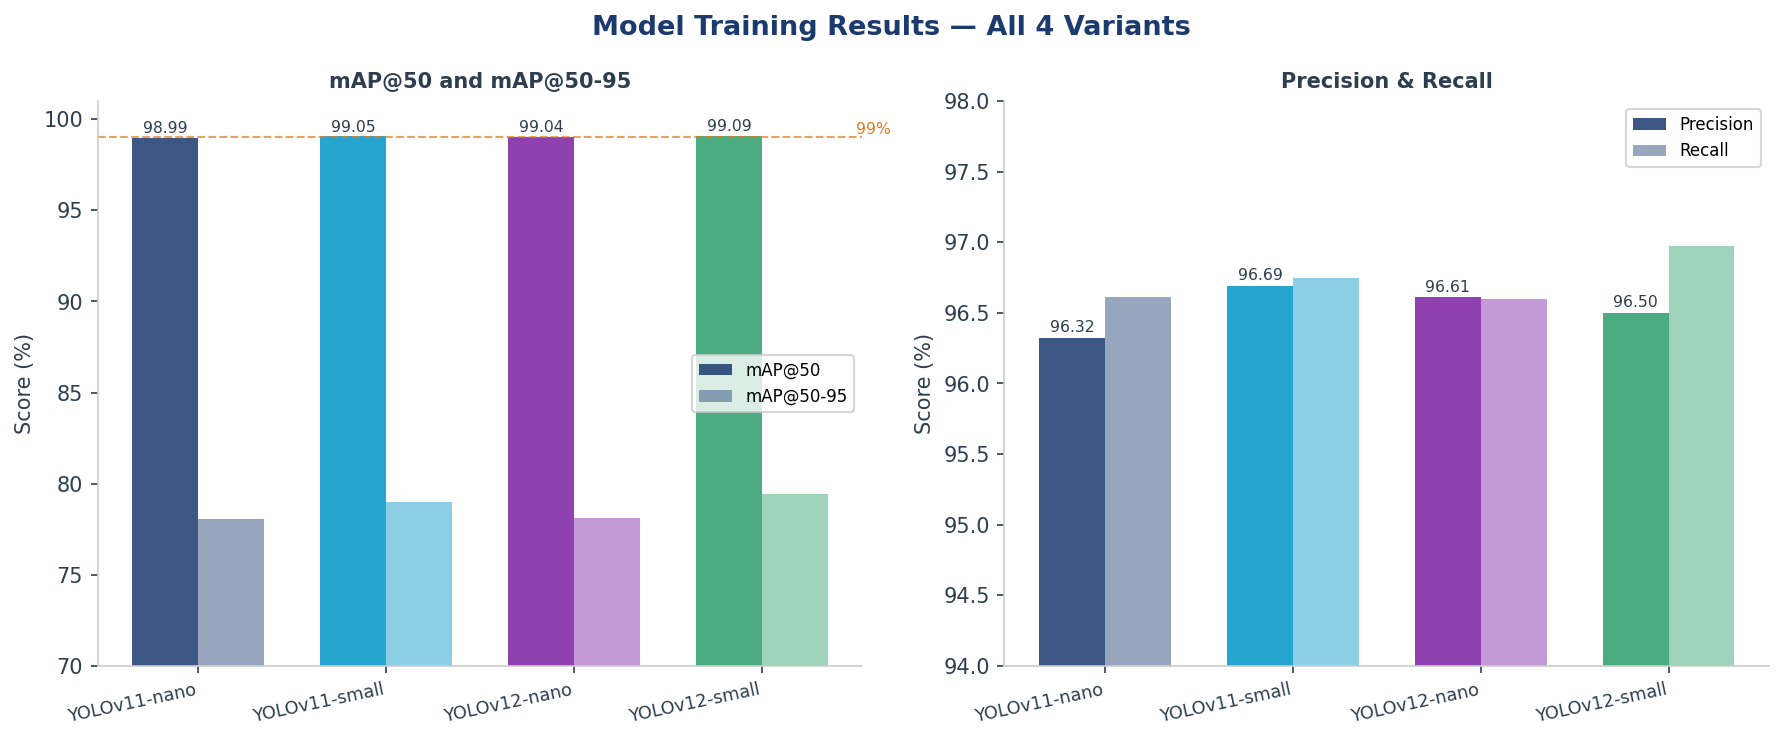 Model Training Results — All 4 Variants
mAP@50 and mAP@50-95
100
95
90
85
80
75
70
Score (%)
98.99
99.05
99.04
99.09
99%
mAP@50
mAP@50-95
YOLOv11-nano
YOLOv11-small
YOLOv12-nano
YOLOv12-small
Precision & Recall
98.0
97.5
97.0
96.5
96.0
95.5
95.0
94.5
94.0
Score (%)
Precision
Recall
96.32
96.69
96.61
96.50
YOLOv11-nano
YOLOv11-small
YOLOv12-nano
YOLOv12-small